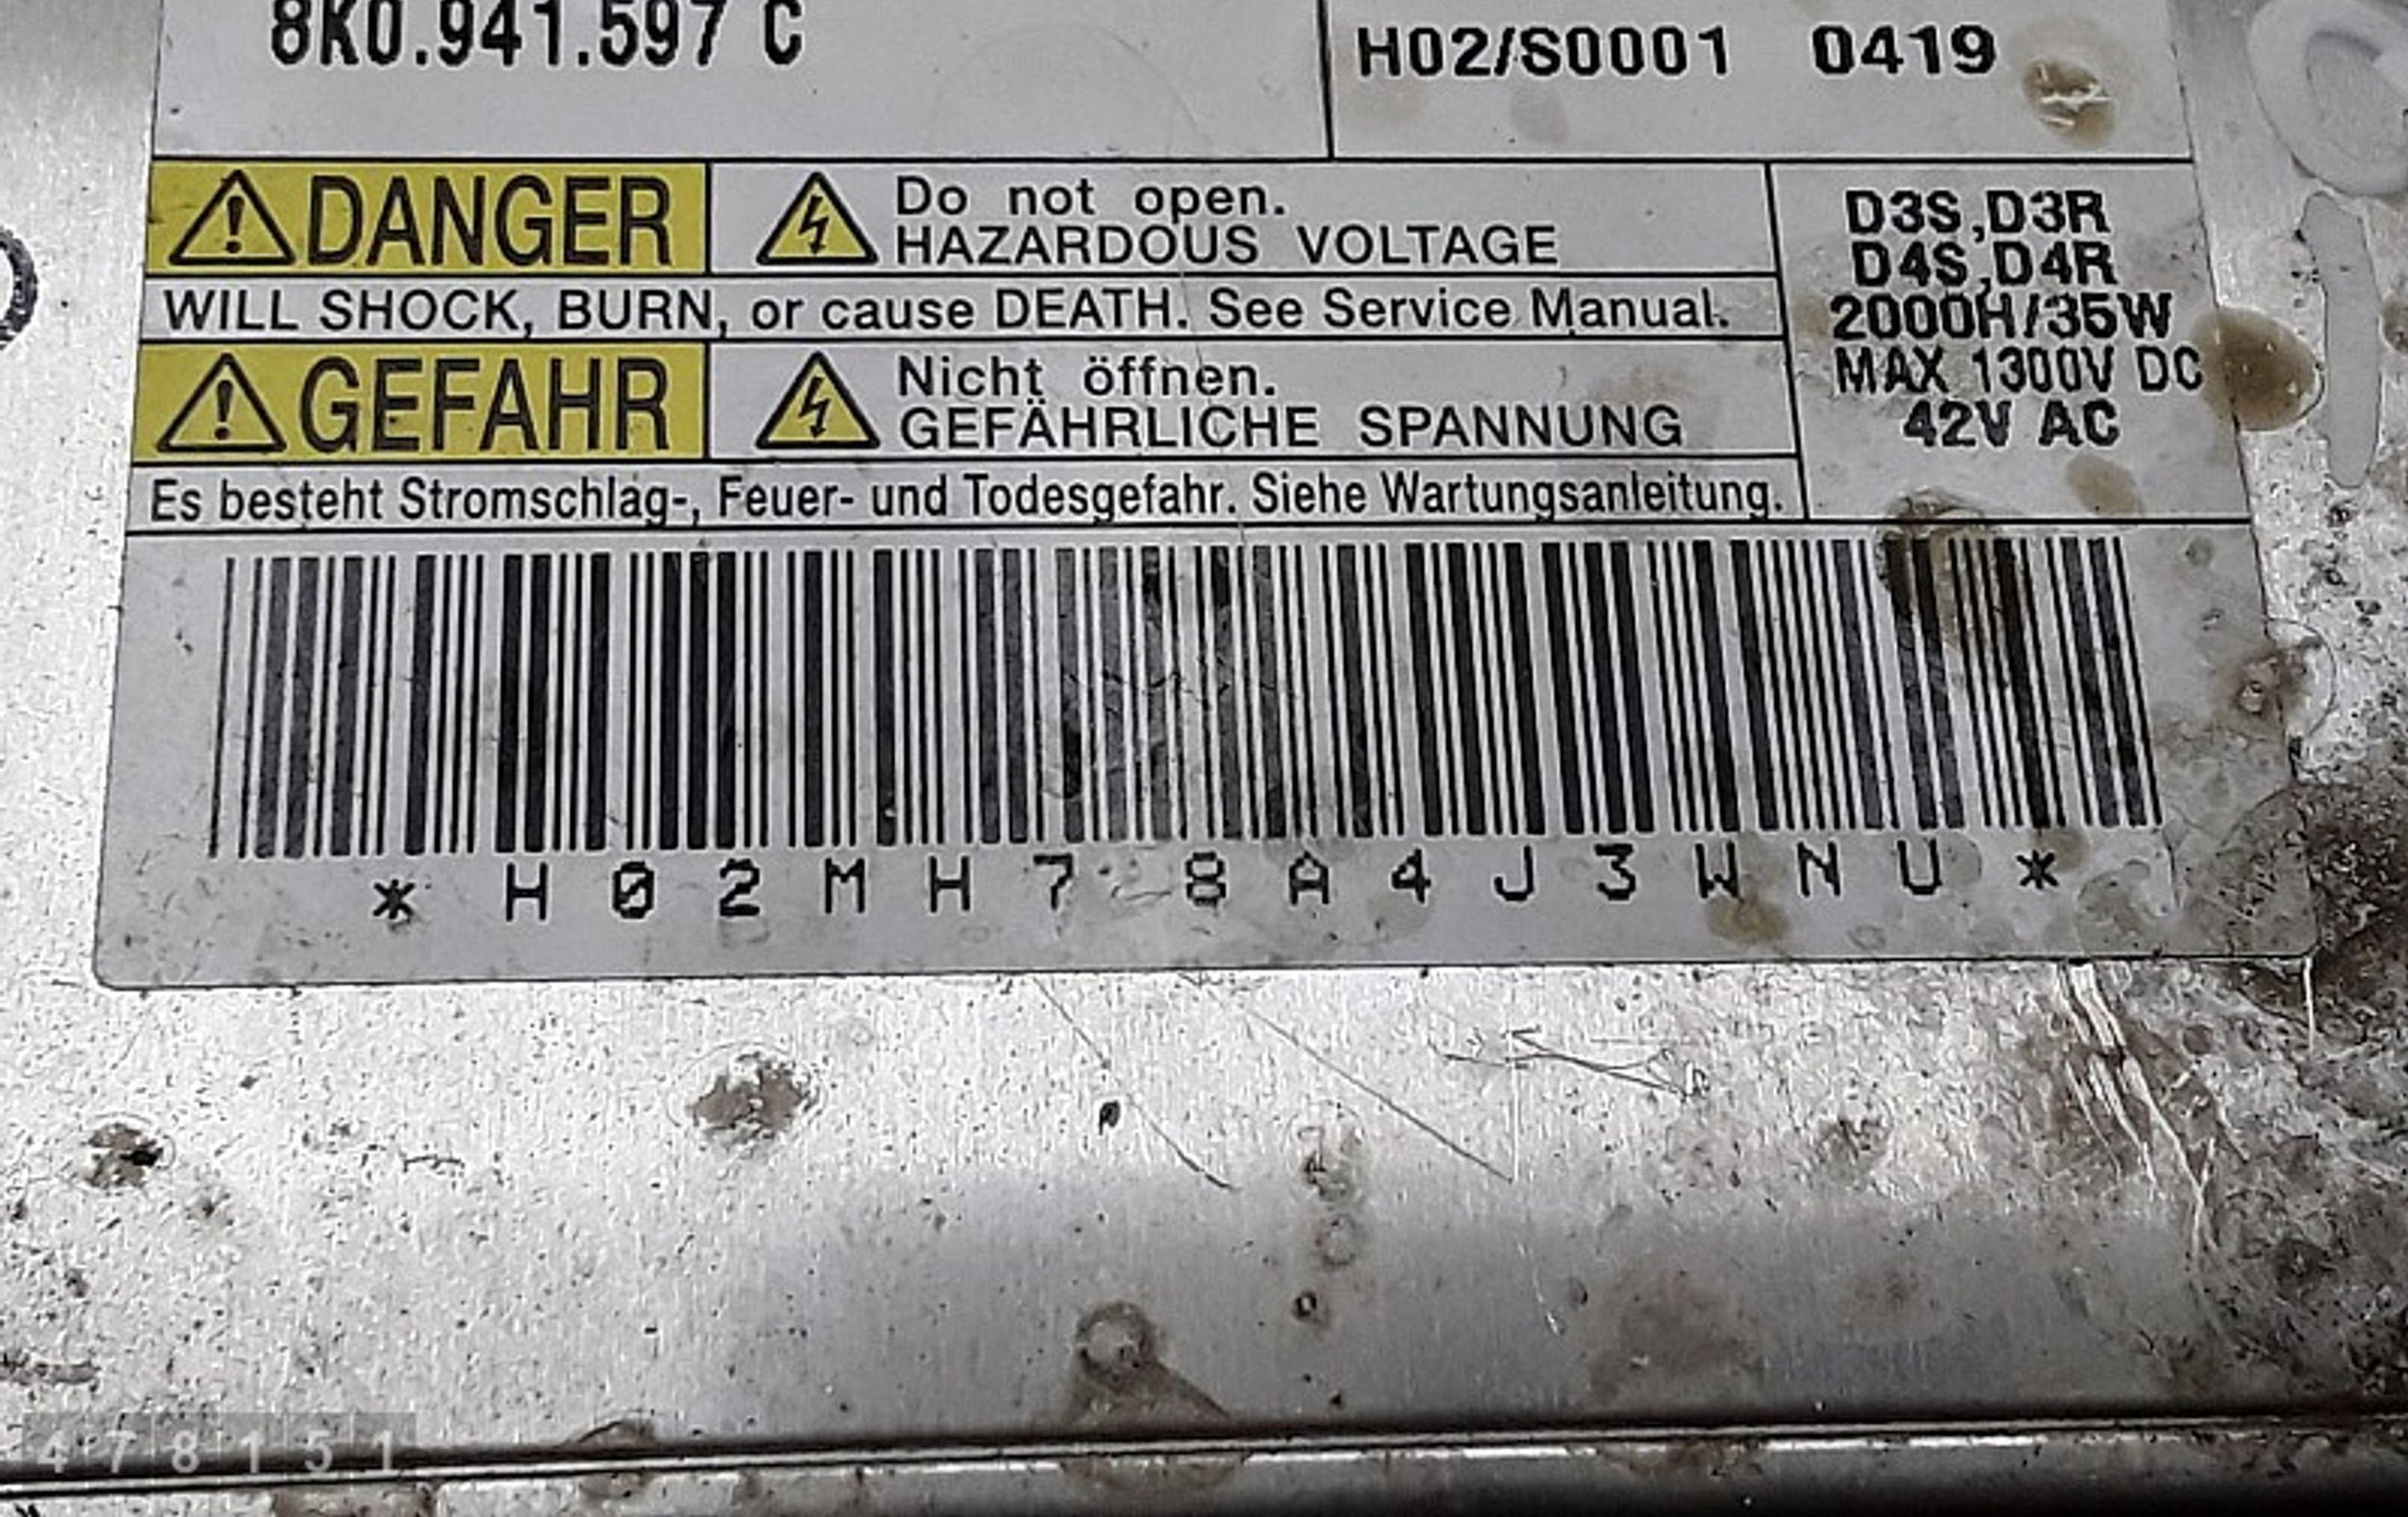 8K0.941.597 C
H02/S0001 0419
DANGER
Do not open.
HAZARDOUS VOLTAGE
WILL SHOCK, BURN, or cause DEATH. See Service Manual.
GEFAHR
Nicht öffnen.
GEFÄHRLICHE SPANNUNG
Es besteht Stromschlag-, Feuer- und Todesgefahr. Siehe Wartungsanleitung.
D3S,D3R
D4S,D4R
2000H/35W
MAX 1300V DC
42V AC
478151